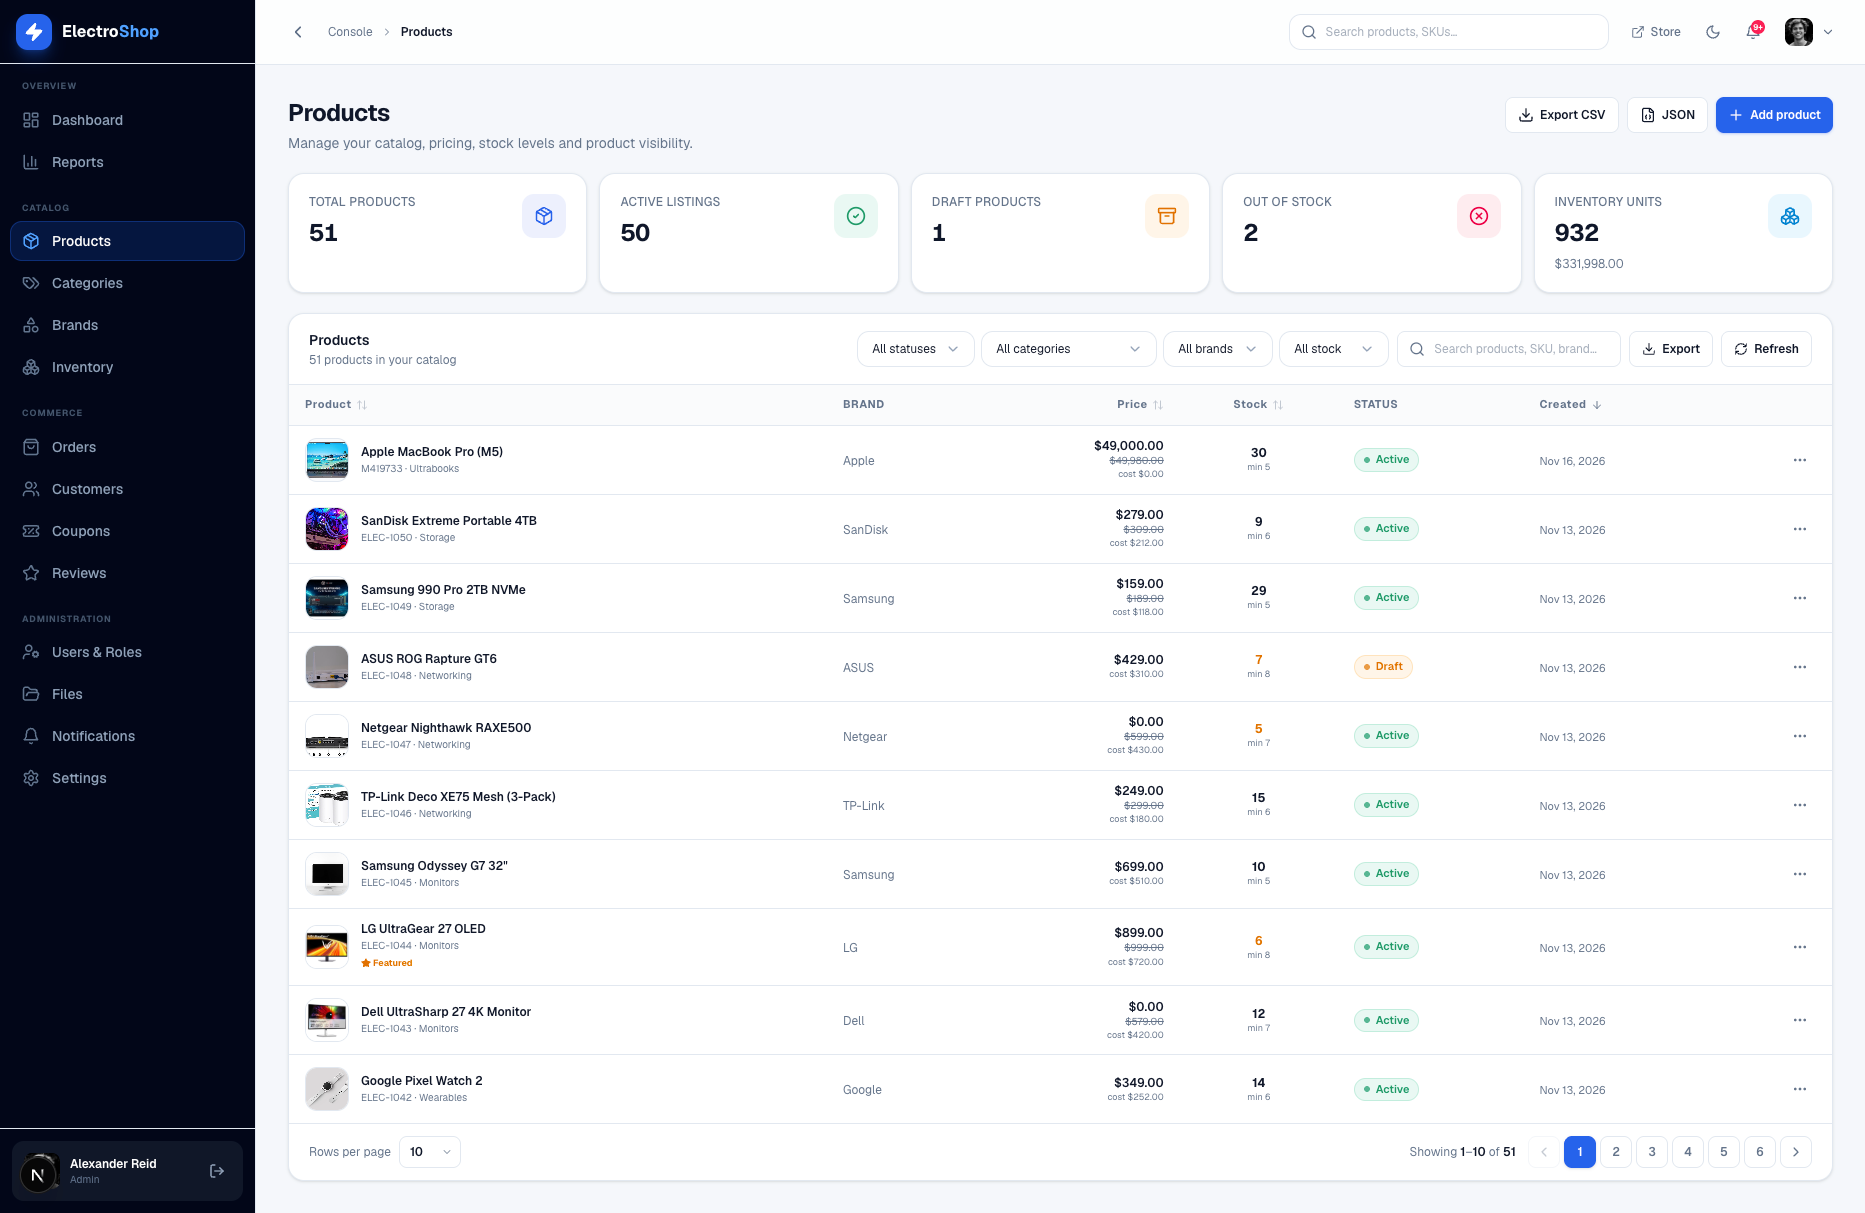 ElectroShop
OVERVIEW
Dashboard
Reports
CATALOG
Products
Categories
Brands
Inventory
COMMERCE
Orders
Customers
Coupons
Reviews
ADMINISTRATION
Users & Roles
Files
Notifications
Settings
N
Alexander Reid
Admin
Console > Products
Search products, SKUs...
Store
9+
Products
Manage your catalog, pricing, stock levels and product visibility.
Export CSV
JSON
Add product
TOTAL PRODUCTS
51
ACTIVE LISTINGS
50
DRAFT PRODUCTS
1
OUT OF STOCK
2
INVENTORY UNITS
932
$331,998.00
Products
51 products in your catalog
All statuses
All categories
All brands
All stock
Search products, SKU, brand...
Export
Refresh
Product BRAND Price Stock STATUS Created
Apple MacBook Pro (M5)
M419733 · Ultrabooks
Apple
$49,000.00
$49,980.00
cost $0.00
30
min 5
Active
Nov 16, 2026
SanDisk Extreme Portable 4TB
ELEC-1050 · Storage
SanDisk
$279.00
$309.00
cost $212.00
9
min 6
Active
Nov 13, 2026
Samsung 990 Pro 2TB NVMe
ELEC-1049 · Storage
Samsung
$159.00
$189.00
cost $118.00
29
min 5
Active
Nov 13, 2026
ASUS ROG Rapture GT6
ELEC-1048 · Networking
ASUS
$429.00
cost $310.00
7
min 8
Draft
Nov 13, 2026
Netgear Nighthawk RAXE500
ELEC-1047 · Networking
Netgear
$0.00
$599.00
cost $430.00
5
min 7
Active
Nov 13, 2026
TP-Link Deco XE75 Mesh (3-Pack)
ELEC-1046 · Networking
TP-Link
$249.00
$299.00
cost $180.00
15
min 6
Active
Nov 13, 2026
Samsung Odyssey G7 32"
ELEC-1045 · Monitors
Samsung
$699.00
cost $510.00
10
min 5
Active
Nov 13, 2026
LG UltraGear 27 OLED
ELEC-1044 · Monitors
Featured
LG
$899.00
$999.00
cost $720.00
6
min 8
Active
Nov 13, 2026
Dell UltraSharp 27 4K Monitor
ELEC-1043 · Monitors
Dell
$0.00
$579.00
cost $420.00
12
min 7
Active
Nov 13, 2026
Google Pixel Watch 2
ELEC-1042 · Wearables
Google
$349.00
cost $252.00
14
min 6
Active
Nov 13, 2026
Rows per page 10
Showing 1–10 of 51
1 2 3 4 5 6